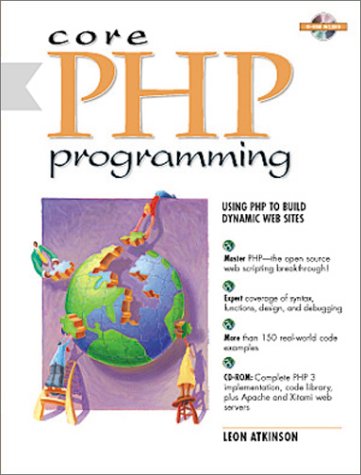 core
PHP
programming
USING PHP TO BUILD
DYNAMIC WEB SITES
Master PHP—the open source
web scripting breakthrough!
Expert coverage of syntax,
functions, design, and debugging
More than 150 real-world code
examples
CD-ROM: Complete PHP 3
implementation, code library,
plus Apache and Xitami web
servers
LEON ATKINSON